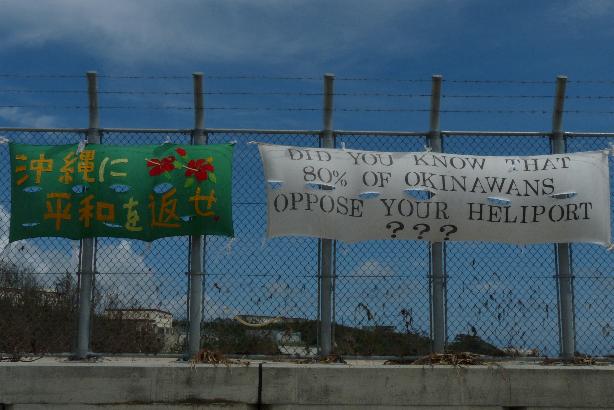 沖縄に
平和を返せ
DID YOU KNOW THAT
80% OF OKINAWANS
OPPOSE YOUR HELIPORT
???